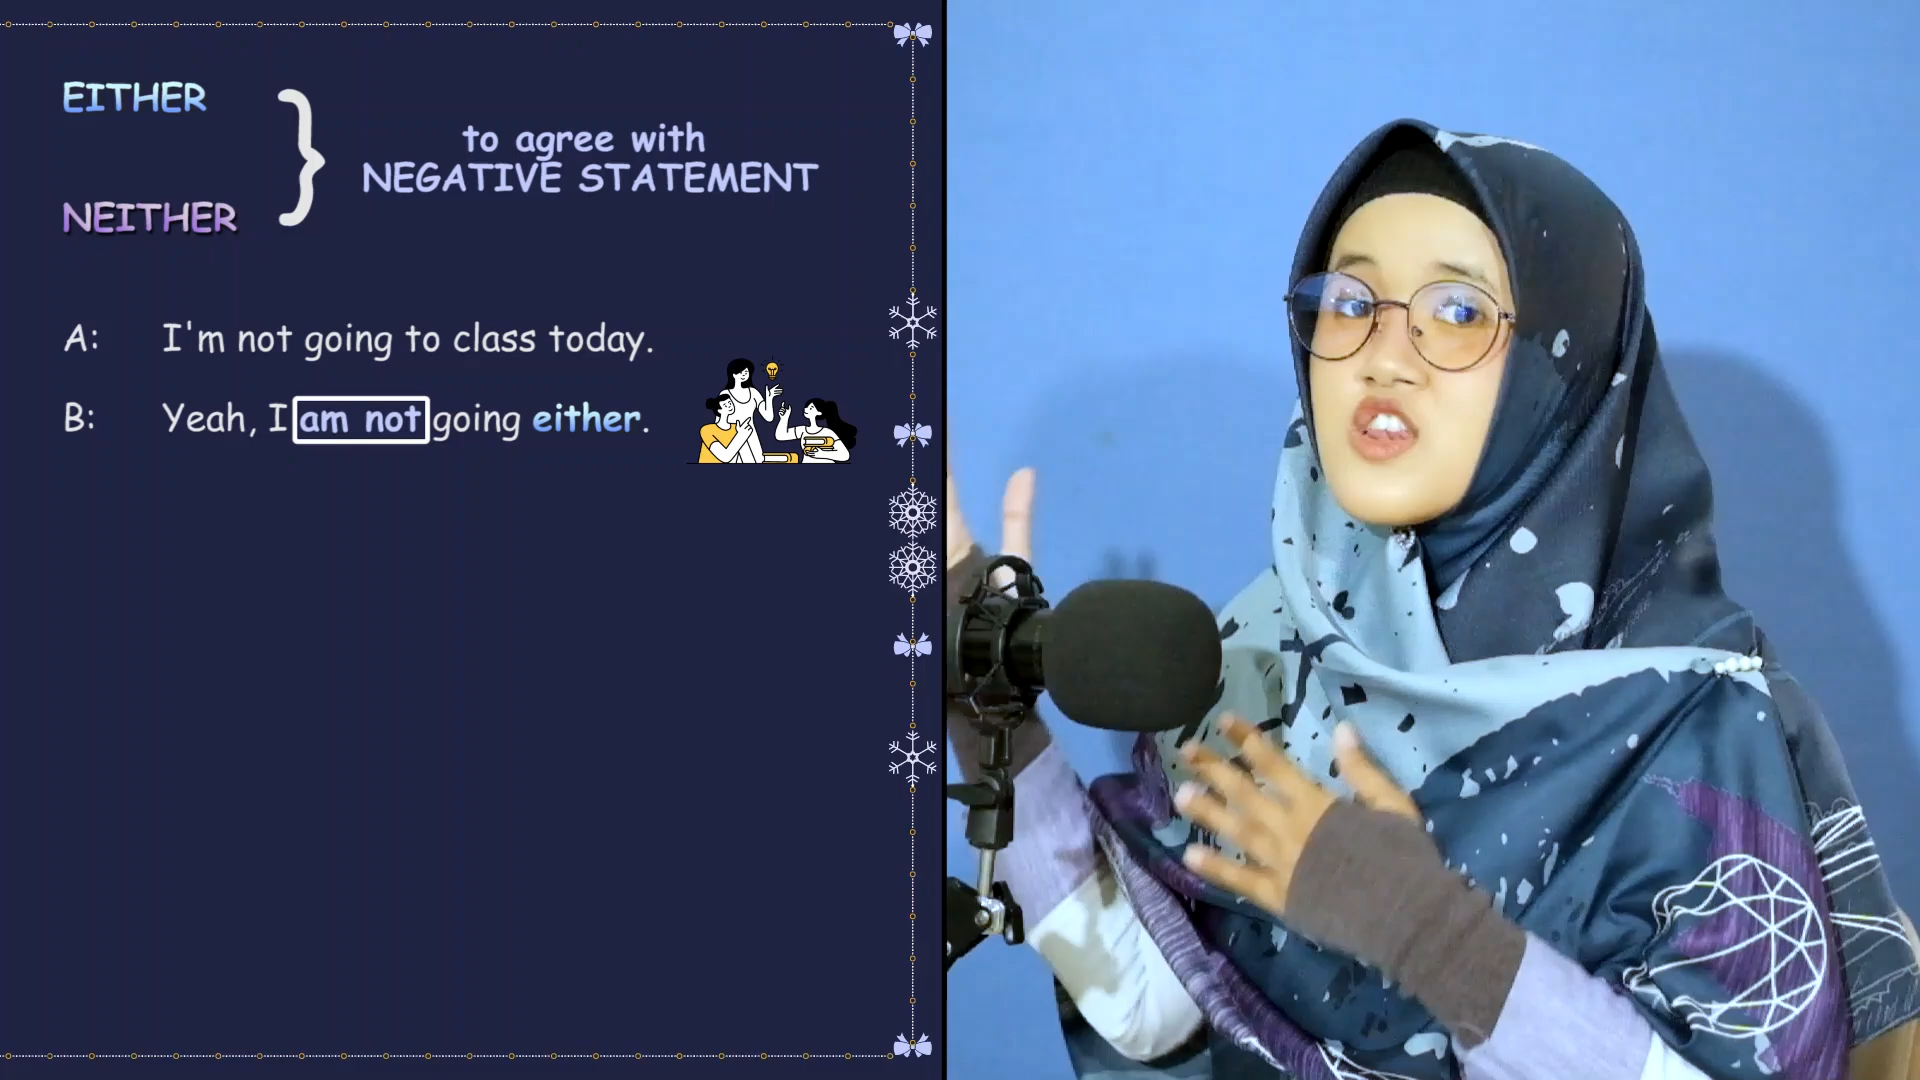 EITHER
NEITHER
to agree with
NEGATIVE STATEMENT
A: I'm not going to class today.
B: Yeah, I am not going either.